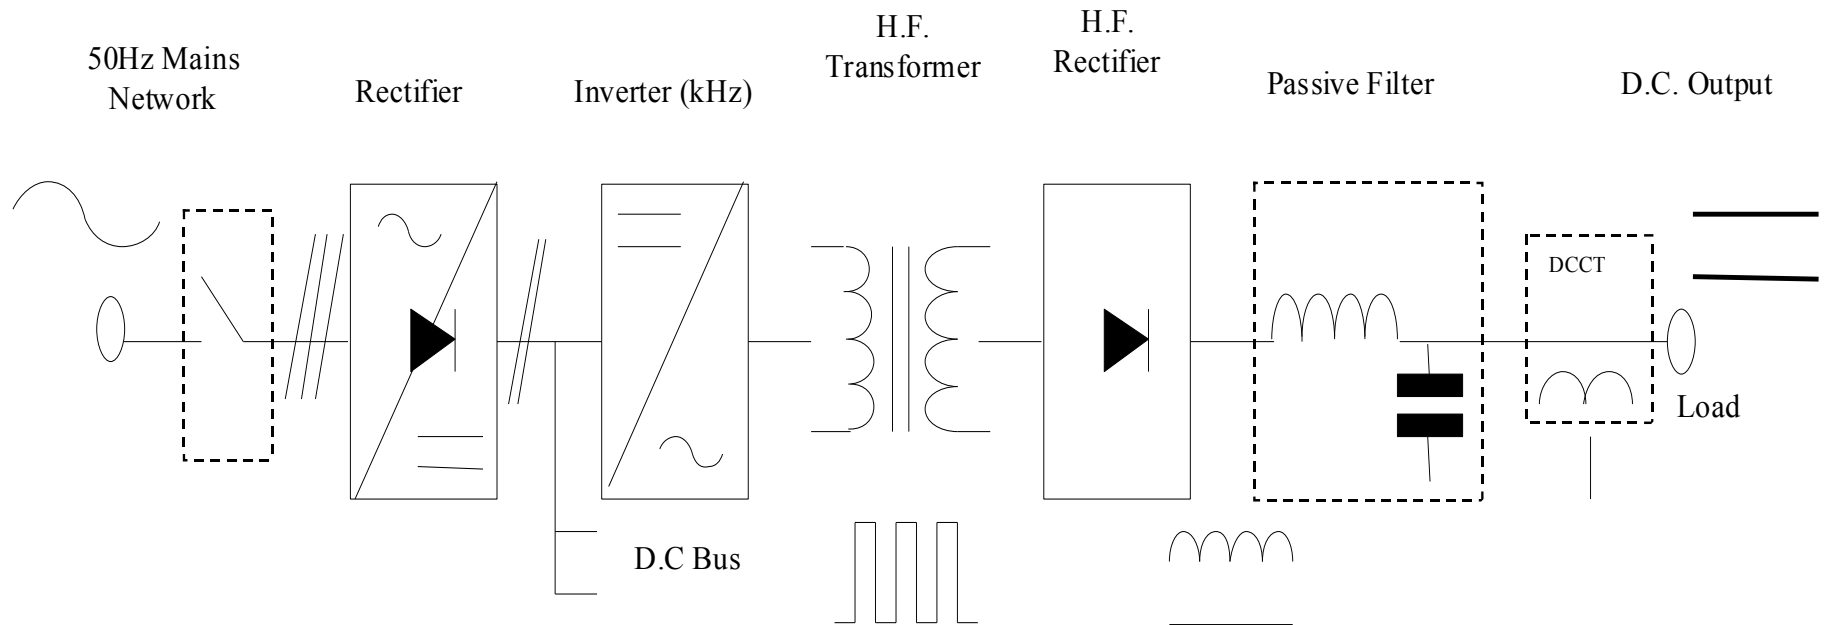 50Hz Mains
Network
Rectifier
Inverter (kHz)
H.F.
Transformer
H.F.
Rectifier
Passive Filter
D.C. Output
DCCT
Load
D.C Bus